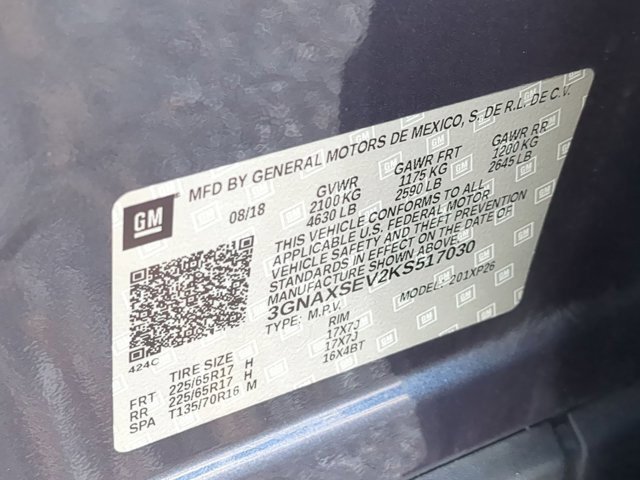 GM
MFD BY GENERAL MOTORS DE MEXICO, S. DE R.L. DE C.V.
08/18
GVWR GAWR FRT GAWR RR
2100 KG 1175 KG 1200 KG
4630 LB 2590 LB 2645 LB
THIS VEHICLE CONFORMS TO ALL
APPLICABLE U.S. FEDERAL MOTOR
VEHICLE SAFETY AND THEFT PREVENTION
STANDARDS IN EFFECT ON THE DATE OF
MANUFACTURE SHOWN ABOVE.
3GNAXSEV2KS517030
TYPE: M.P.V. MODEL: 201XP26
424C
TIRE SIZE RIM
FRT 225/65R17 H 17X7J
RR 225/65R17 H 17X7J
SPA T135/70R16 M 16X4BT